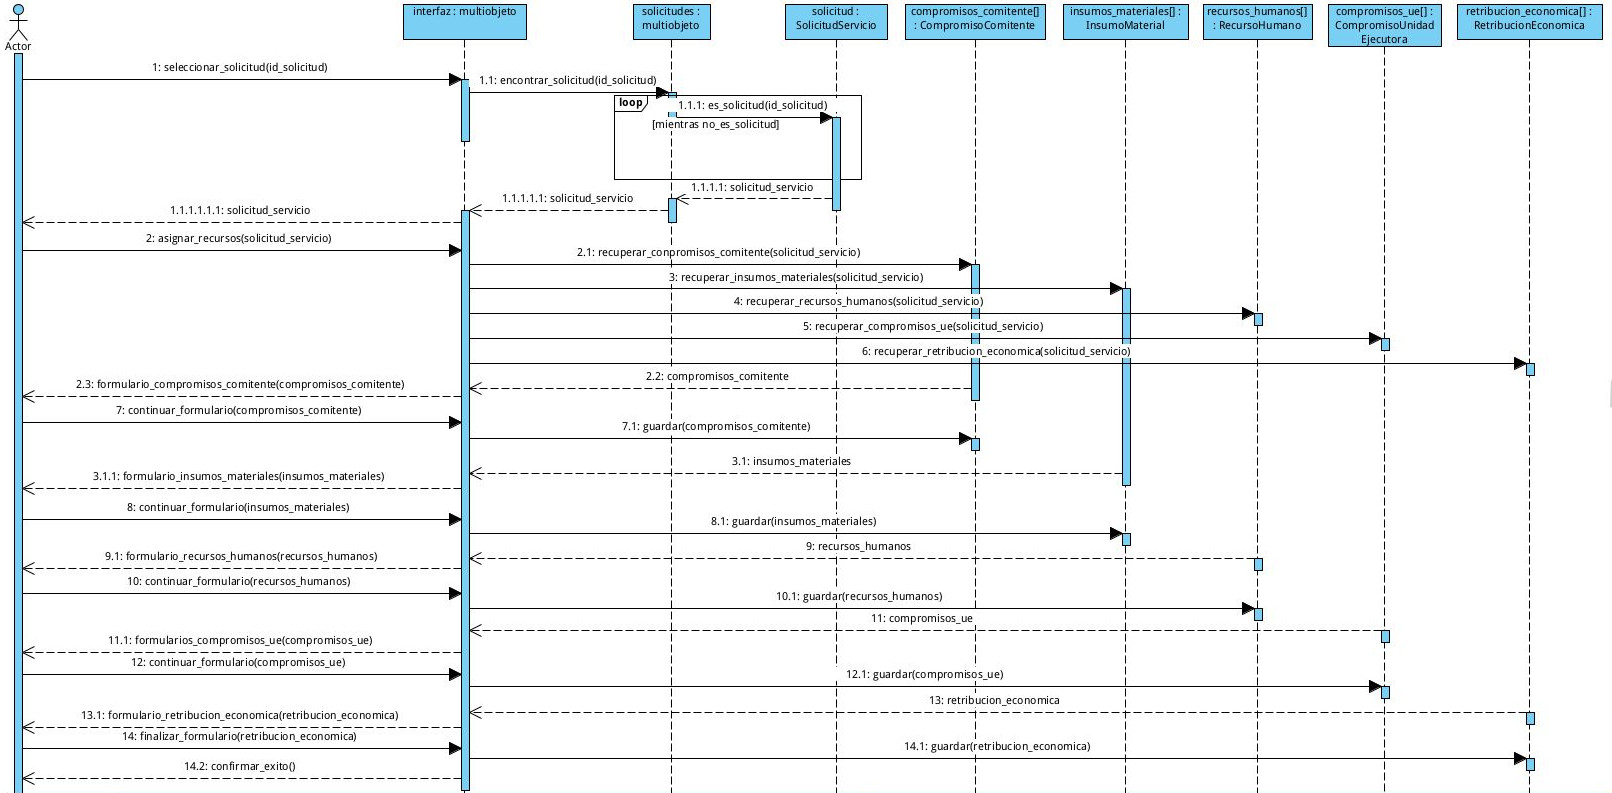 Actor
interfaz : multiobjeto
solicitudes :
multiobjeto
solicitud :
SolicitudServicio
compromisos_comitente[]
: CompromisoComitente
insumos_materiales[] :
InsumoMaterial
recursos_humanos[]
: RecursoHumano
compromisos_ue[] :
CompromisoUnidad
Ejecutora
retribucion_economica[] :
RetribucionEconomica
1: seleccionar_solicitud(id_solicitud)
1.1: encontrar_solicitud(id_solicitud)
loop
1.1.1: es_solicitud(id_solicitud)
[mientras no_es_solicitud]
1.1.1.1: solicitud_servicio
1.1.1.1.1: solicitud_servicio
1.1.1.1.1.1: solicitud_servicio
2: asignar_recursos(solicitud_servicio)
2.1: recuperar_conpromisos_comitente(solicitud_servicio)
3: recuperar_insumos_materiales(solicitud_servicio)
4: recuperar_recursos_humanos(solicitud_servicio)
5: recuperar_compromisos_ue(solicitud_servicio)
6: recuperar_retribucion_economica(solicitud_servicio)
2.2: compromisos_comitente
2.3: formulario_compromisos_comitente(compromisos_comitente)
7: continuar_formulario(compromisos_comitente)
7.1: guardar(compromisos_comitente)
3.1: insumos_materiales
3.1.1: formulario_insumos_materiales(insumos_materiales)
8: continuar_formulario(insumos_materiales)
8.1: guardar(insumos_materiales)
9: recursos_humanos
9.1: formulario_recursos_humanos(recursos_humanos)
10: continuar_formulario(recursos_humanos)
10.1: guardar(recursos_humanos)
11: compromisos_ue
11.1: formularios_compromisos_ue(compromisos_ue)
12: continuar_formulario(compromisos_ue)
12.1: guardar(compromisos_ue)
13: retribucion_economica
13.1: formulario_retribucion_economica(retribucion_economica)
14: finalizar_formulario(retribucion_economica)
14.1: guardar(retribucion_economica)
14.2: confirmar_exito()